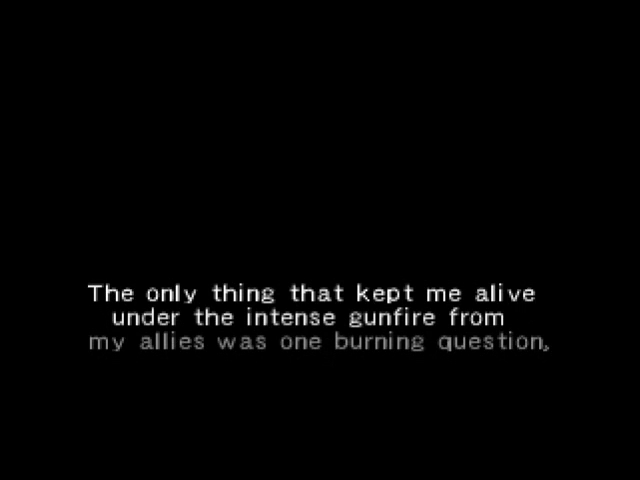 The only thing that kept me alive
under the intense gunfire from
my allies was one burning question,